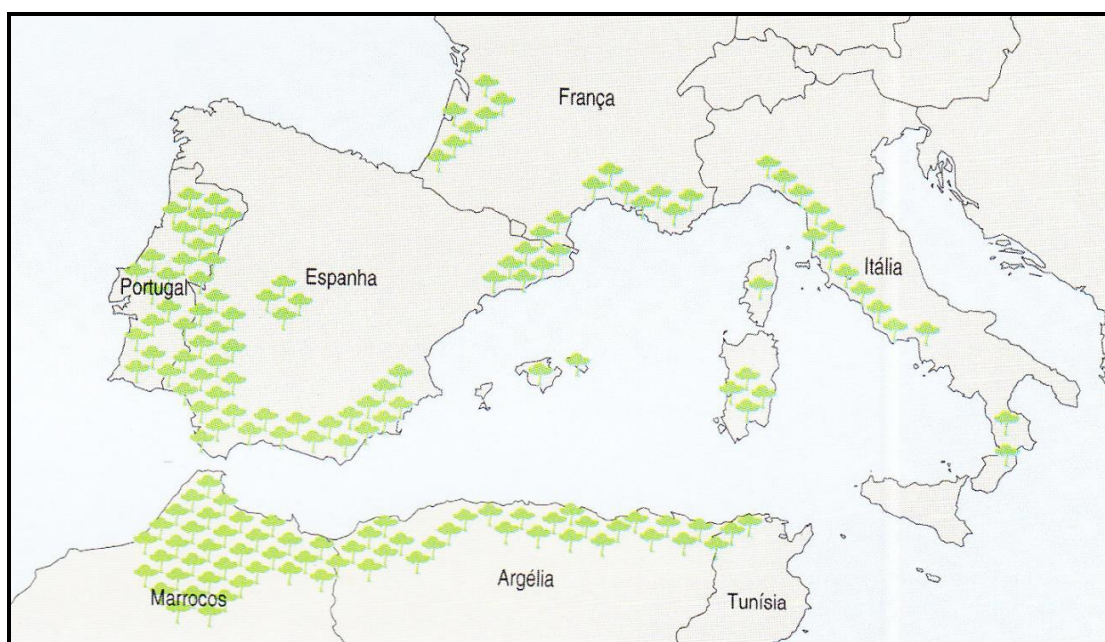 França
Espanha
Portugal
Itália
Marrocos
Argélia
Tunísia